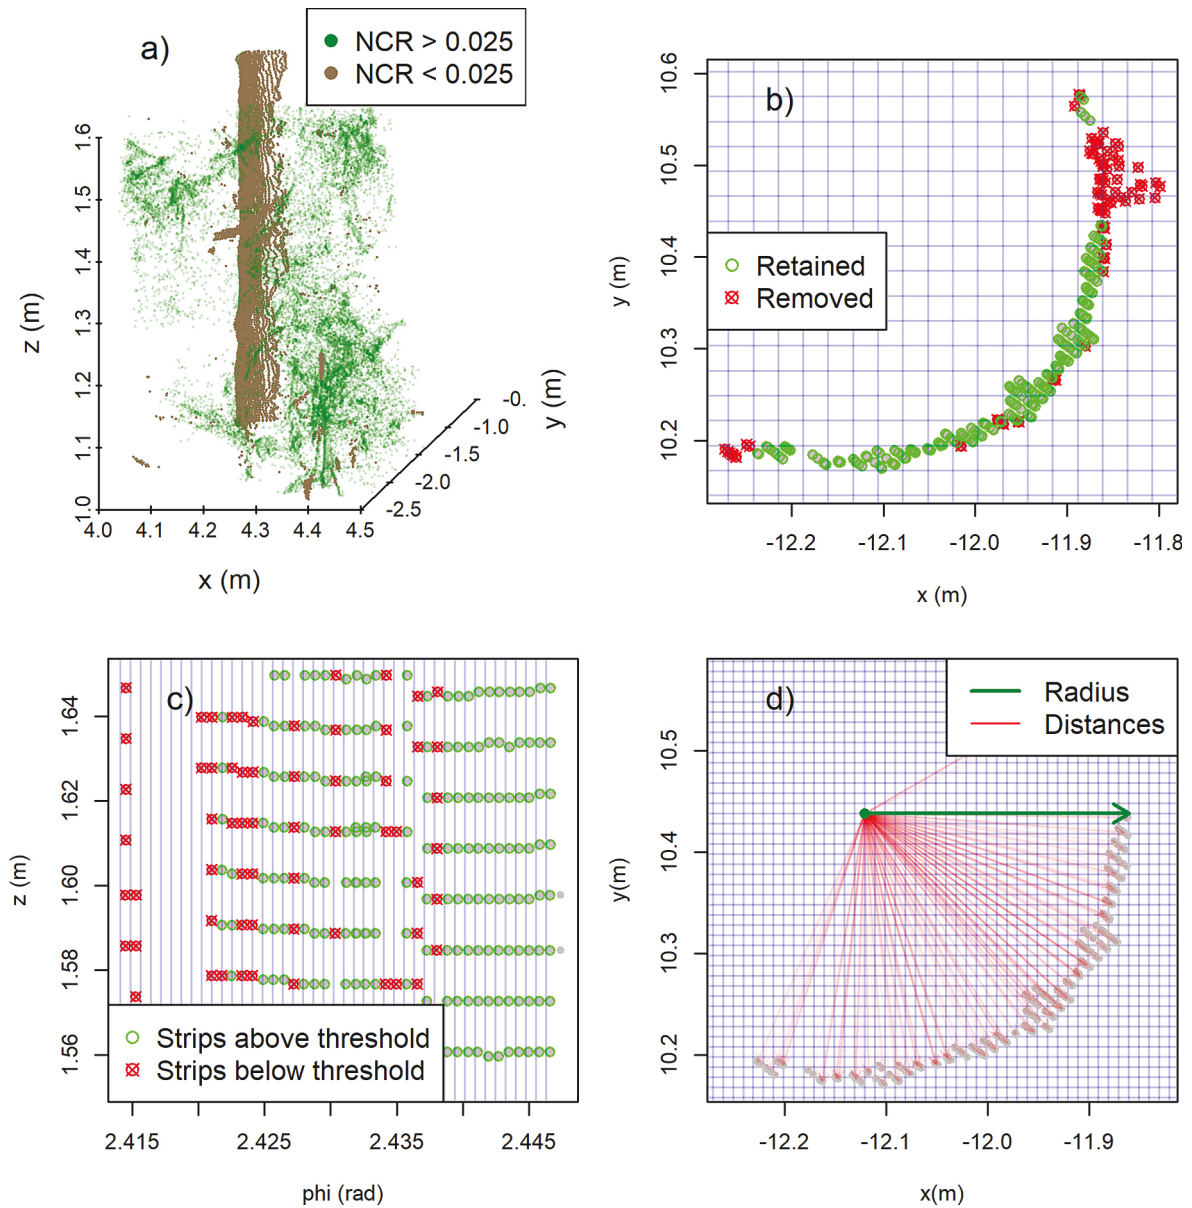 a)
NCR > 0.025
NCR < 0.025
z (m)
1.0 1.1 1.2 1.3 1.4 1.5 1.6
4.0 4.1 4.2 4.3 4.4 4.5
x (m)
-2.5 -2.0 -1.5 -1.0 -0.
y (m)
b)
Retained
Removed
y (m)
10.2 10.3 10.4 10.5 10.6
-12.2 -12.1 -12.0 -11.9 -11.8
x (m)
c)
Strips above threshold
Strips below threshold
z (m)
1.56 1.58 1.60 1.62 1.64
2.415 2.425 2.435 2.445
phi (rad)
d)
Radius
Distances
y(m)
10.2 10.3 10.4 10.5
-12.2 -12.1 -12.0 -11.9
x(m)